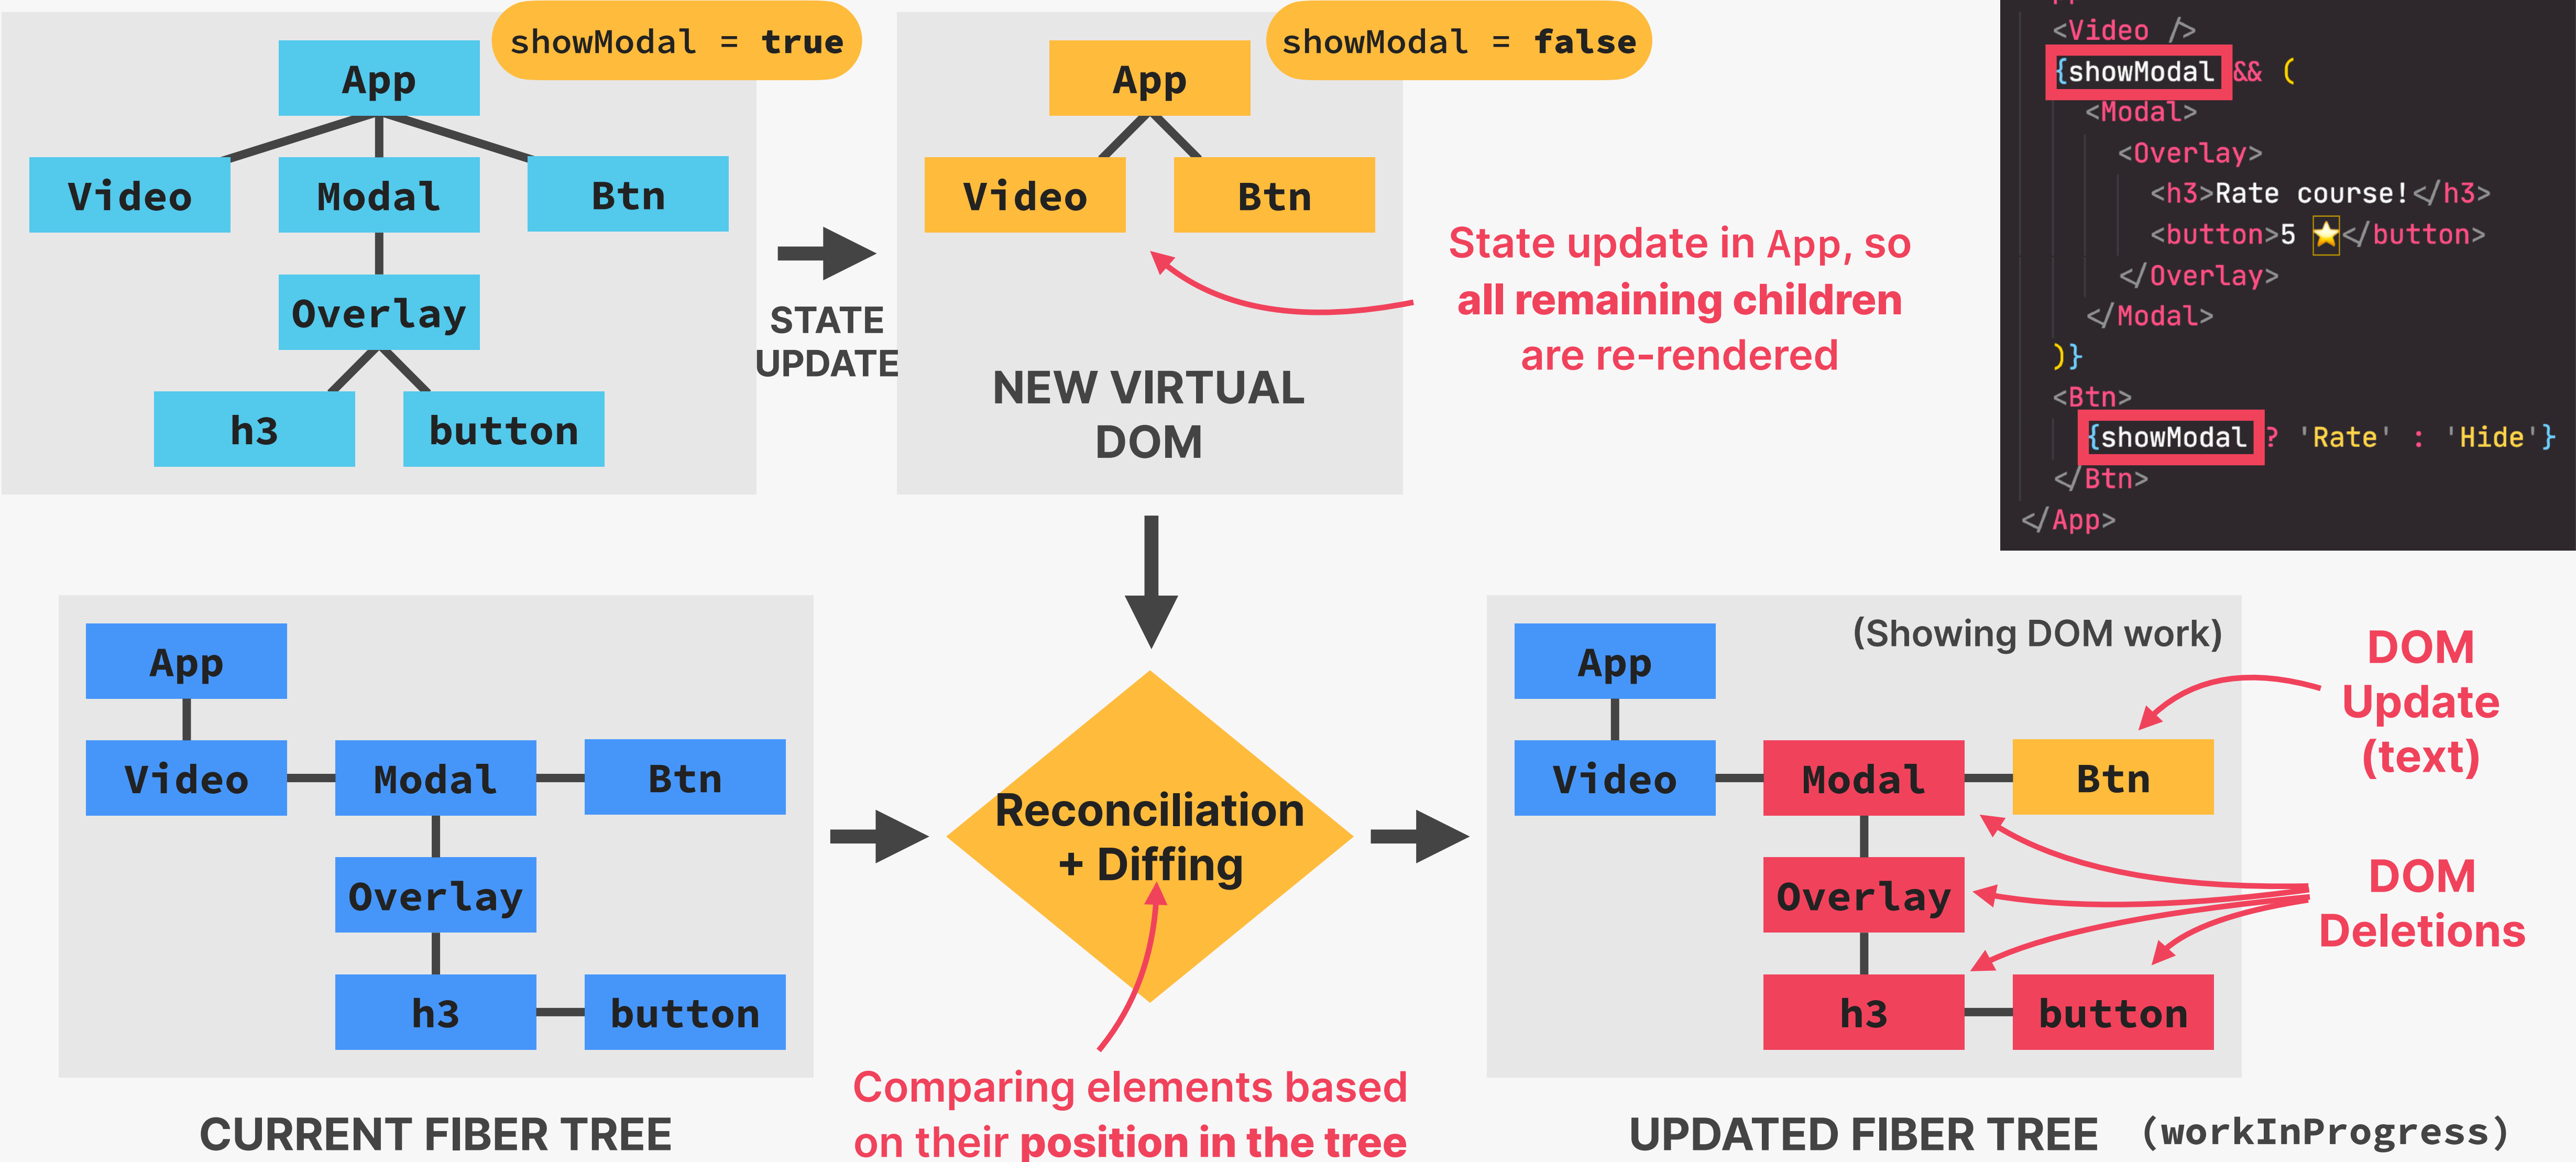 showModal = true
App
Video
Modal
Btn
Overlay
h3
button
STATE
UPDATE
showModal = false
App
Video
Btn
NEW VIRTUAL
DOM
State update in App, so
all remaining children
are re-rendered
<Video />
{showModal && (
<Modal>
<Overlay>
<h3>Rate course!</h3>
<button>5 ⭐</button>
</Overlay>
</Modal>
)}
<Btn>
{showModal ? 'Rate' : 'Hide'}
</Btn>
</App>
App
Video
Modal
Btn
Overlay
h3
button
CURRENT FIBER TREE
Reconciliation
+ Diffing
Comparing elements based
on their position in the tree
(Showing DOM work)
App
Video
Modal
Btn
Overlay
h3
button
DOM
Update
(text)
DOM
Deletions
UPDATED FIBER TREE (workInProgress)